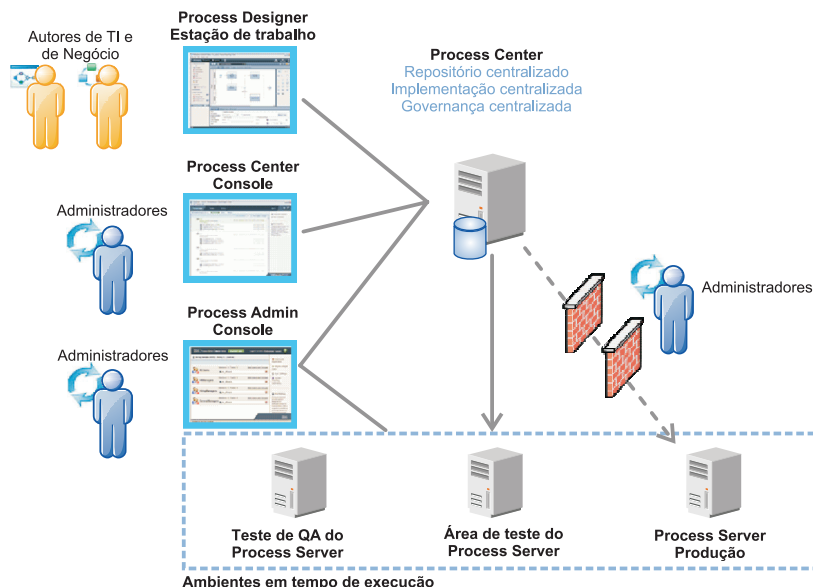 Autores de TI e
de Negócio
Process Designer
Estação de trabalho
Process Center
Repositório centralizado
Implementação centralizada
Governança centralizada
Process Center
Console
Administradores
Administradores
Process Admin
Console
Administradores
Teste de QA do
Process Server
Área de teste do
Process Server
Process Server
Produção
Ambientes em tempo de execução